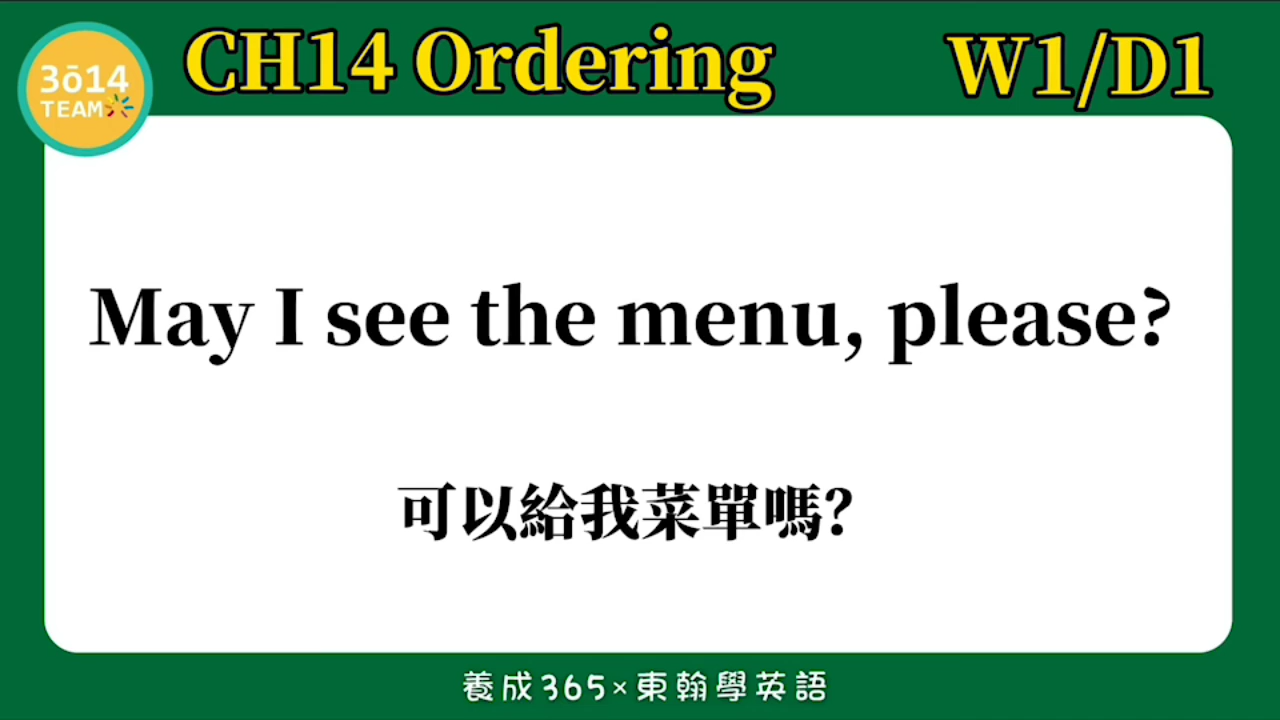 3ō14
TEAM
CH14 Ordering
W1/D1
May I see the menu, please?
可以給我菜單嗎？
養成365×東翰學英語